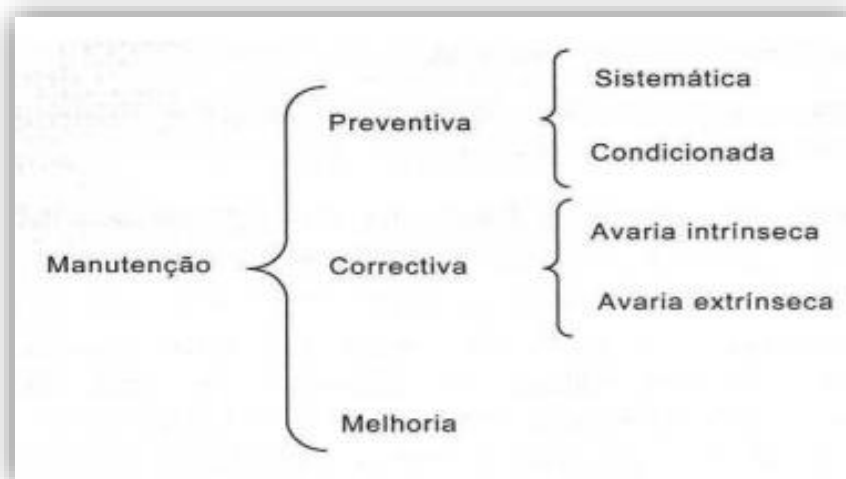 Manutenção
Preventiva
Sistemática
Condicionada
Correctiva
Avaria intrínseca
Avaria extrínseca
Melhoria